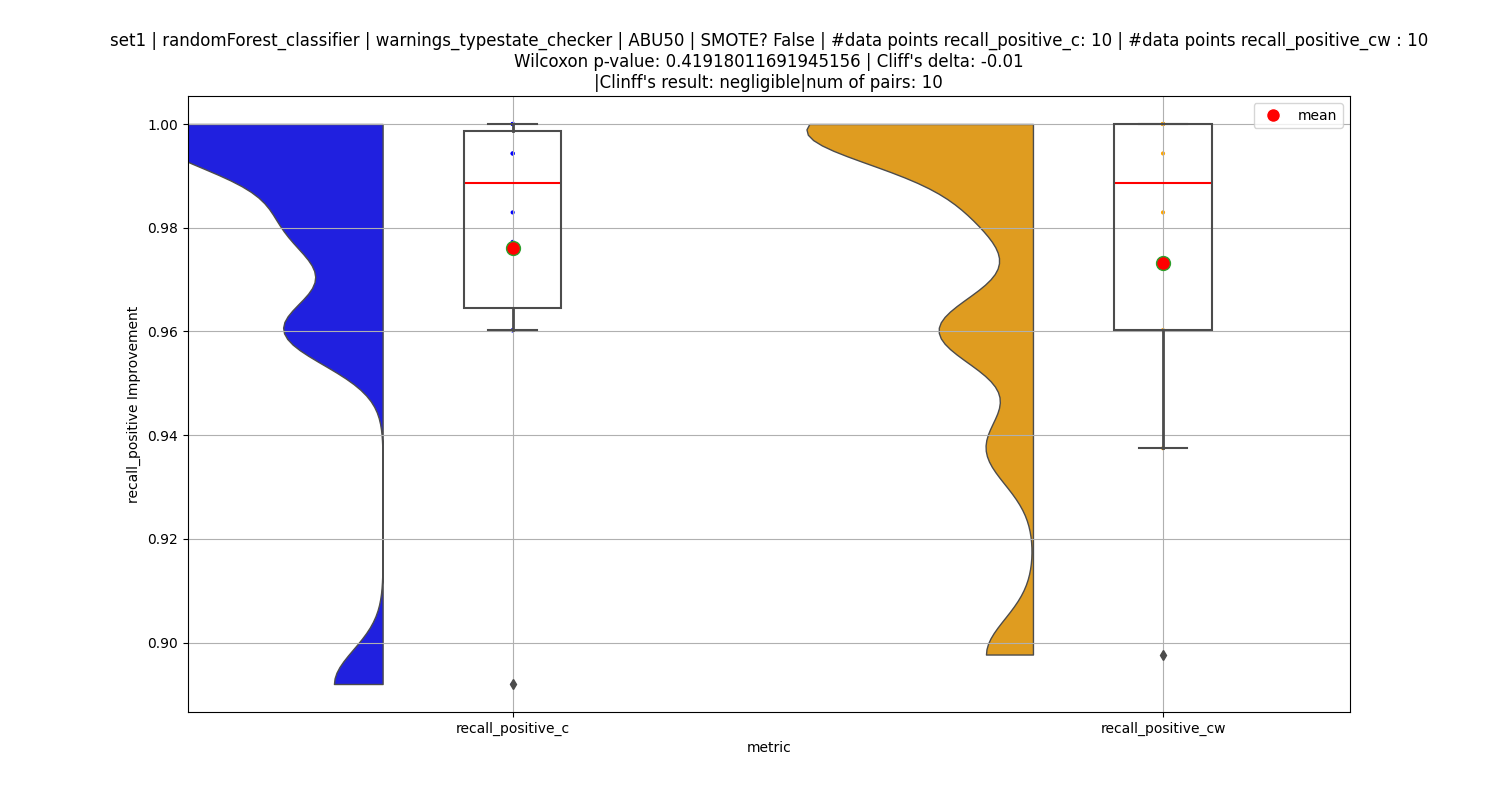 set1 | randomForest_classifier | warnings_typestate_checker | ABU50 | SMOTE? False | #data points recall_positive_c: 10 | #data points recall_positive_cw : 10
Wilcoxon p-value: 0.41918011691945156 | Cliff's delta: -0.01
|Clinff's result: negligible|num of pairs: 10
mean
1.00
0.98
0.96
0.94
0.92
0.90
recall_positive Improvement
recall_positive_c
recall_positive_cw
metric